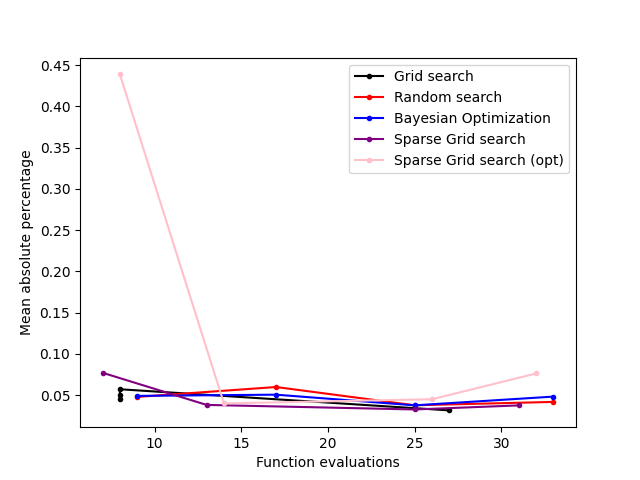 Grid search
Random search
Bayesian Optimization
Sparse Grid search
Sparse Grid search (opt)
0.45
0.40
0.35
0.30
0.25
0.20
0.15
0.10
0.05
Mean absolute percentage
10 15 20 25 30
Function evaluations